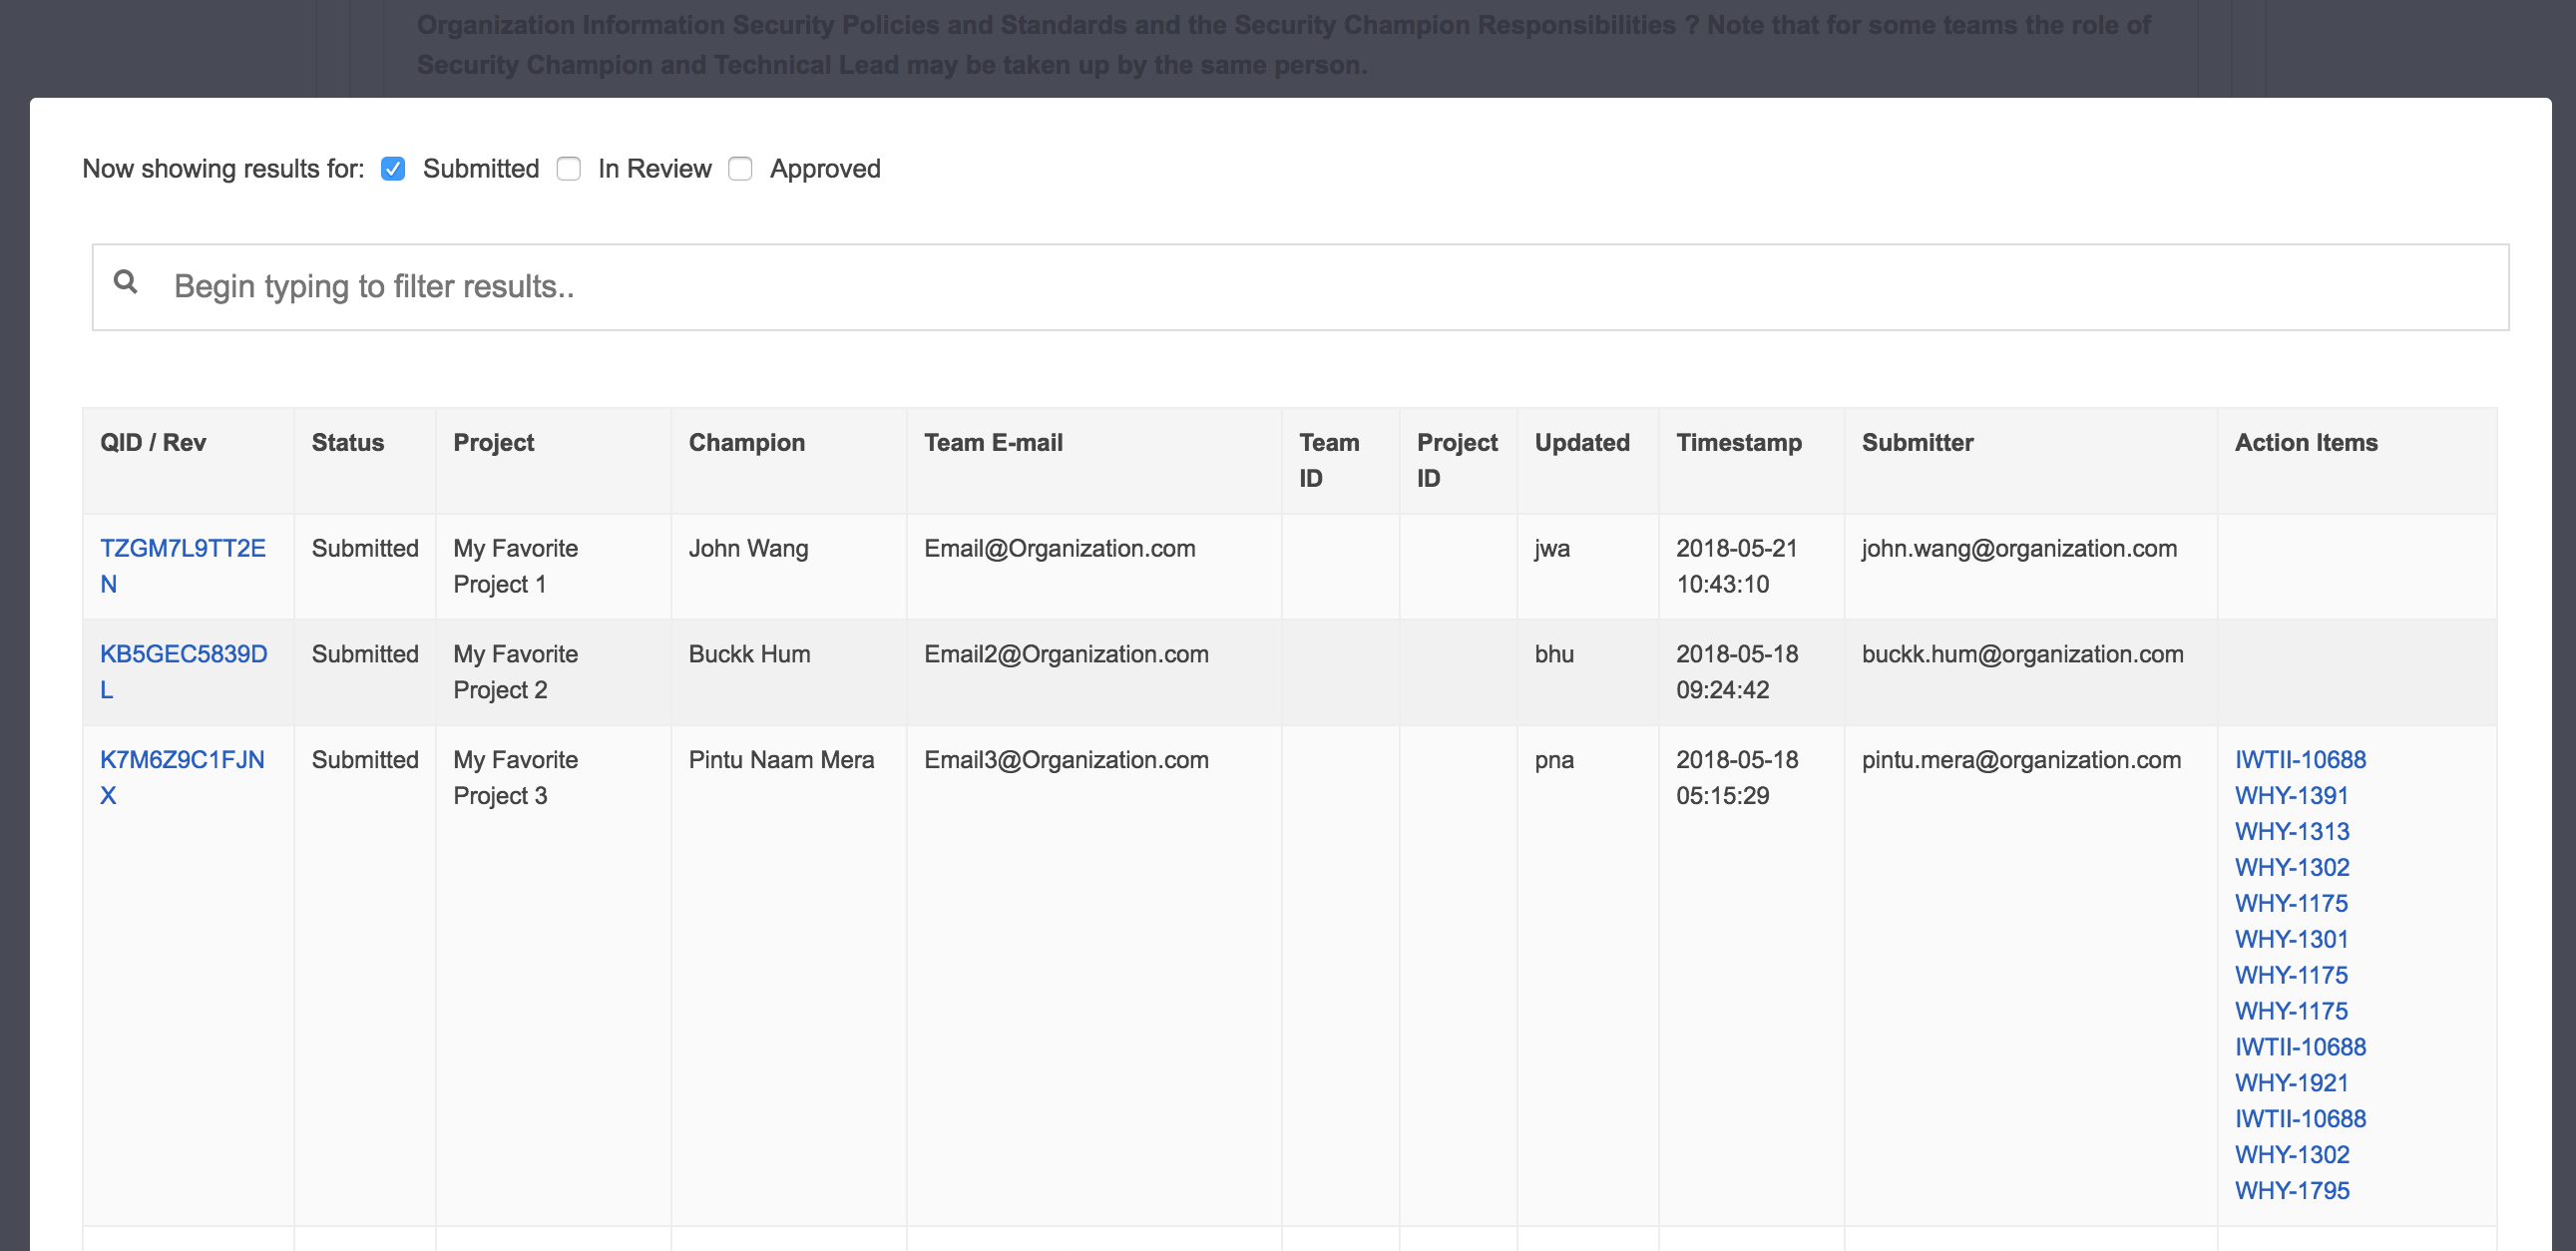 Organization Information Security Policies and Standards and the Security Champion Responsibilities ? Note that for some teams the role of
Security Champion and Technical Lead may be taken up by the same person.
Now showing results for: Submitted In Review Approved
Begin typing to filter results..
QID / Rev Status Project Champion Team E-mail Team ID Project ID Updated Timestamp Submitter Action Items
TZGM7L9TT2E Submitted My Favorite John Wang Email@Organization.com jwa 2018-05-21 john.wang@organization.com
N Project 1 10:43:10
KB5GEC5839D Submitted My Favorite Buckk Hum Email2@Organization.com bhu 2018-05-18 buckk.hum@organization.com
L Project 2 09:24:42
K7M6Z9C1FJN Submitted My Favorite Pintu Naam Mera Email3@Organization.com pna 2018-05-18 pintu.mera@organization.com IWTII-10688
X Project 3 05:15:29 WHY-1391
WHY-1313
WHY-1302
WHY-1175
WHY-1301
WHY-1175
WHY-1175
IWTII-10688
WHY-1921
IWTII-10688
WHY-1302
WHY-1795